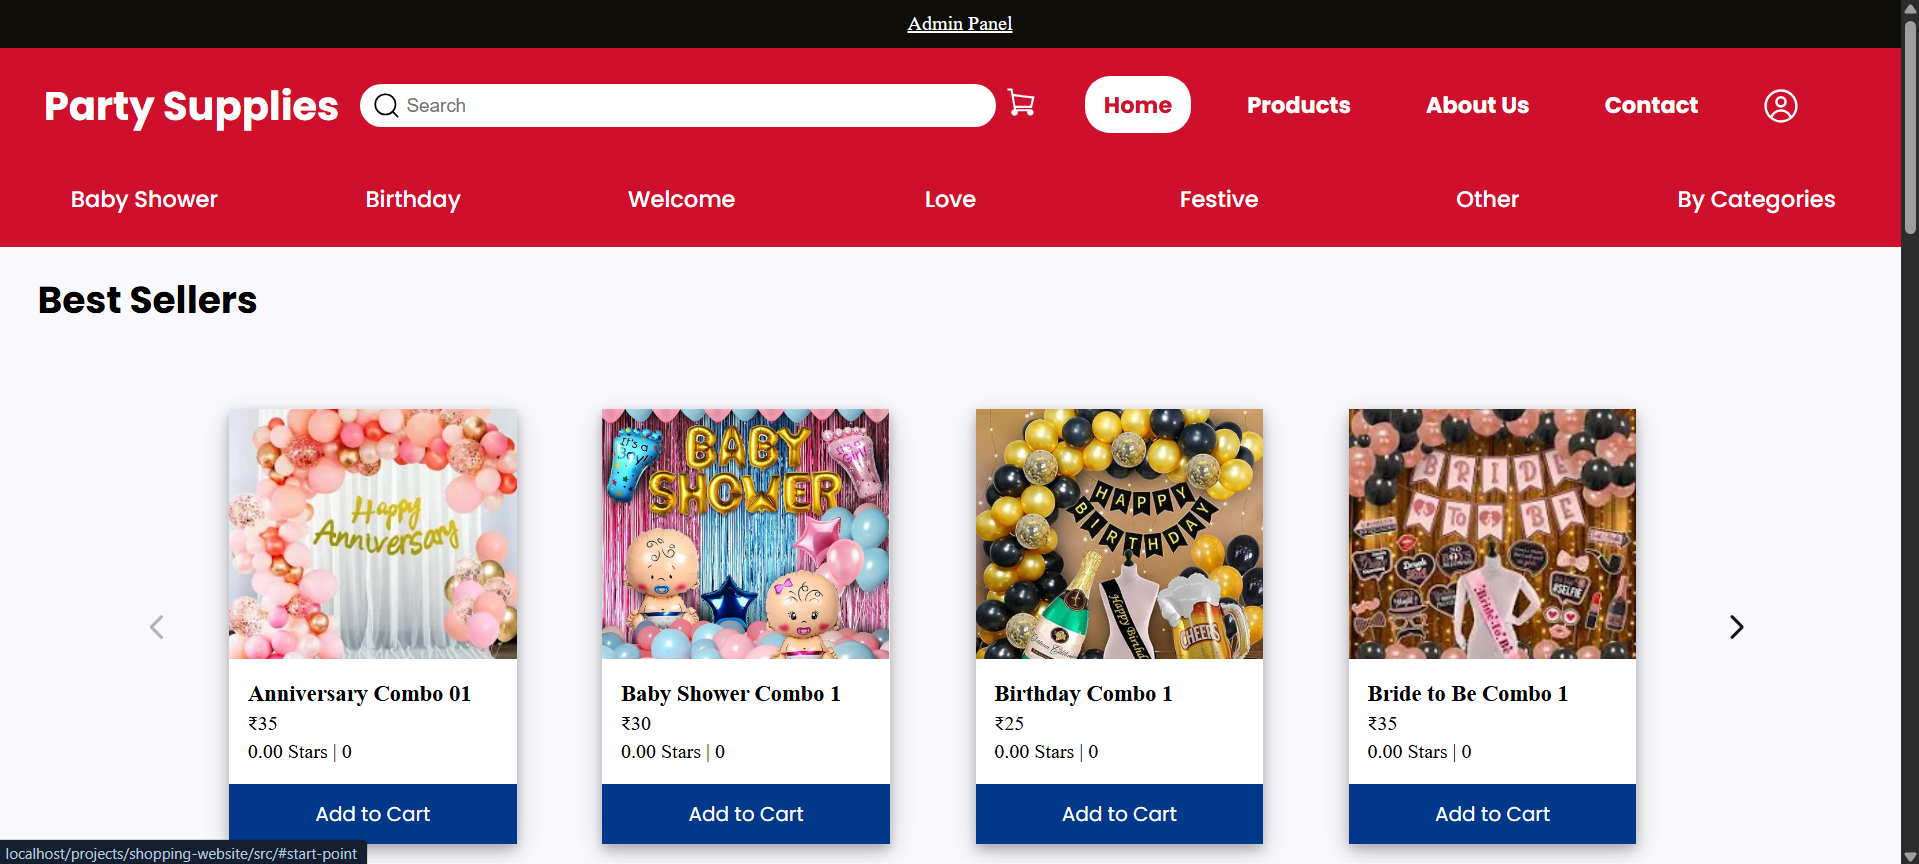 Admin Panel
Party Supplies
Search
Home
Products
About Us
Contact
Baby Shower
Birthday
Welcome
Love
Festive
Other
By Categories
Best Sellers
Happy
Anniversary
It's a
Boy!
It's a
Girl!
BABY
SHOWER
HAPPY
BIRTHDAY
Happy Birthd
CHEERS
BRIDE
TO BE
#SELFIE
Bride to Be
Anniversary Combo 01
₹35
0.00 Stars | 0
Add to Cart
Baby Shower Combo 1
₹30
0.00 Stars | 0
Add to Cart
Birthday Combo 1
₹25
0.00 Stars | 0
Add to Cart
Bride to Be Combo 1
₹35
0.00 Stars | 0
Add to Cart
localhost/projects/shopping-website/src/#start-point